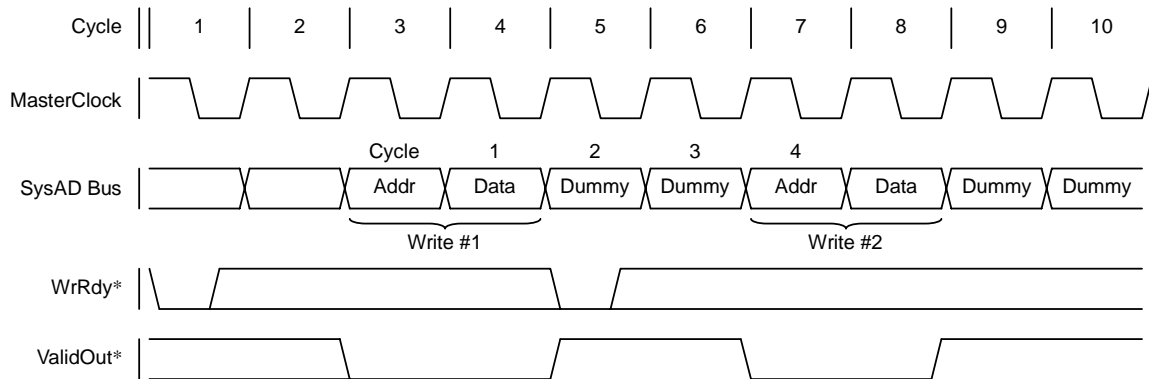 Cycle 1 2 3 4 5 6 7 8 9 10
MasterClock
Cycle 1 2 3 4
SysAD Bus Addr Data Dummy Dummy Addr Data Dummy Dummy
Write #1 Write #2
WrRdy*
ValidOut*